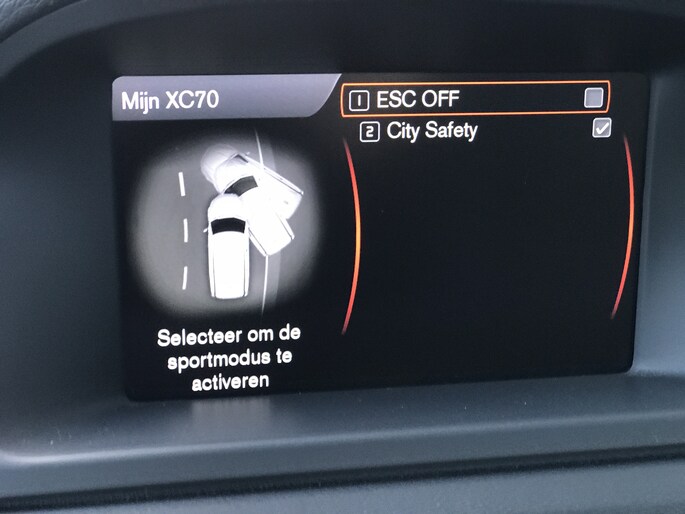 Mijn XC70
1 ESC OFF
2 City Safety
Selecteer om de
sportmodus te
activeren